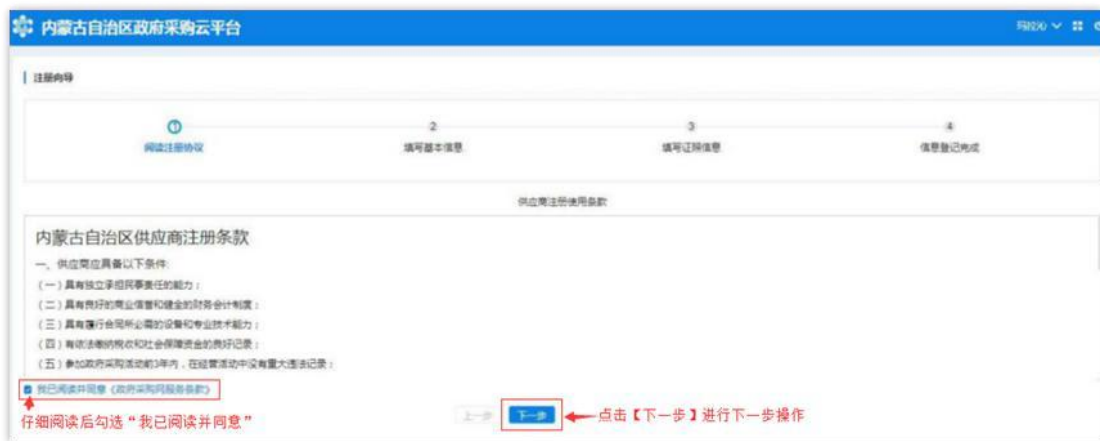 内蒙古自治区政府采购云平台
注册向导
1 2 3 4
阅读注册协议 填写基本信息 填写证照信息 信息登记完成
供应商注册使用条款
内蒙古自治区供应商注册条款
一、供应商应具备以下条件:
（一）具有独立承担民事责任的能力；
（二）具有良好的商业信誉和健全的财务会计制度；
（三）具有履行合同所必需的设备和专业技术能力；
（四）有依法缴纳税收和社会保障资金的良好记录；
（五）参加政府采购活动前3年内，在经营活动中没有重大违法记录；
我已阅读并同意《政府采购网服务条款》
仔细阅读后勾选“我已阅读并同意”
上一步 下一步 点击【下一步】进行下一步操作